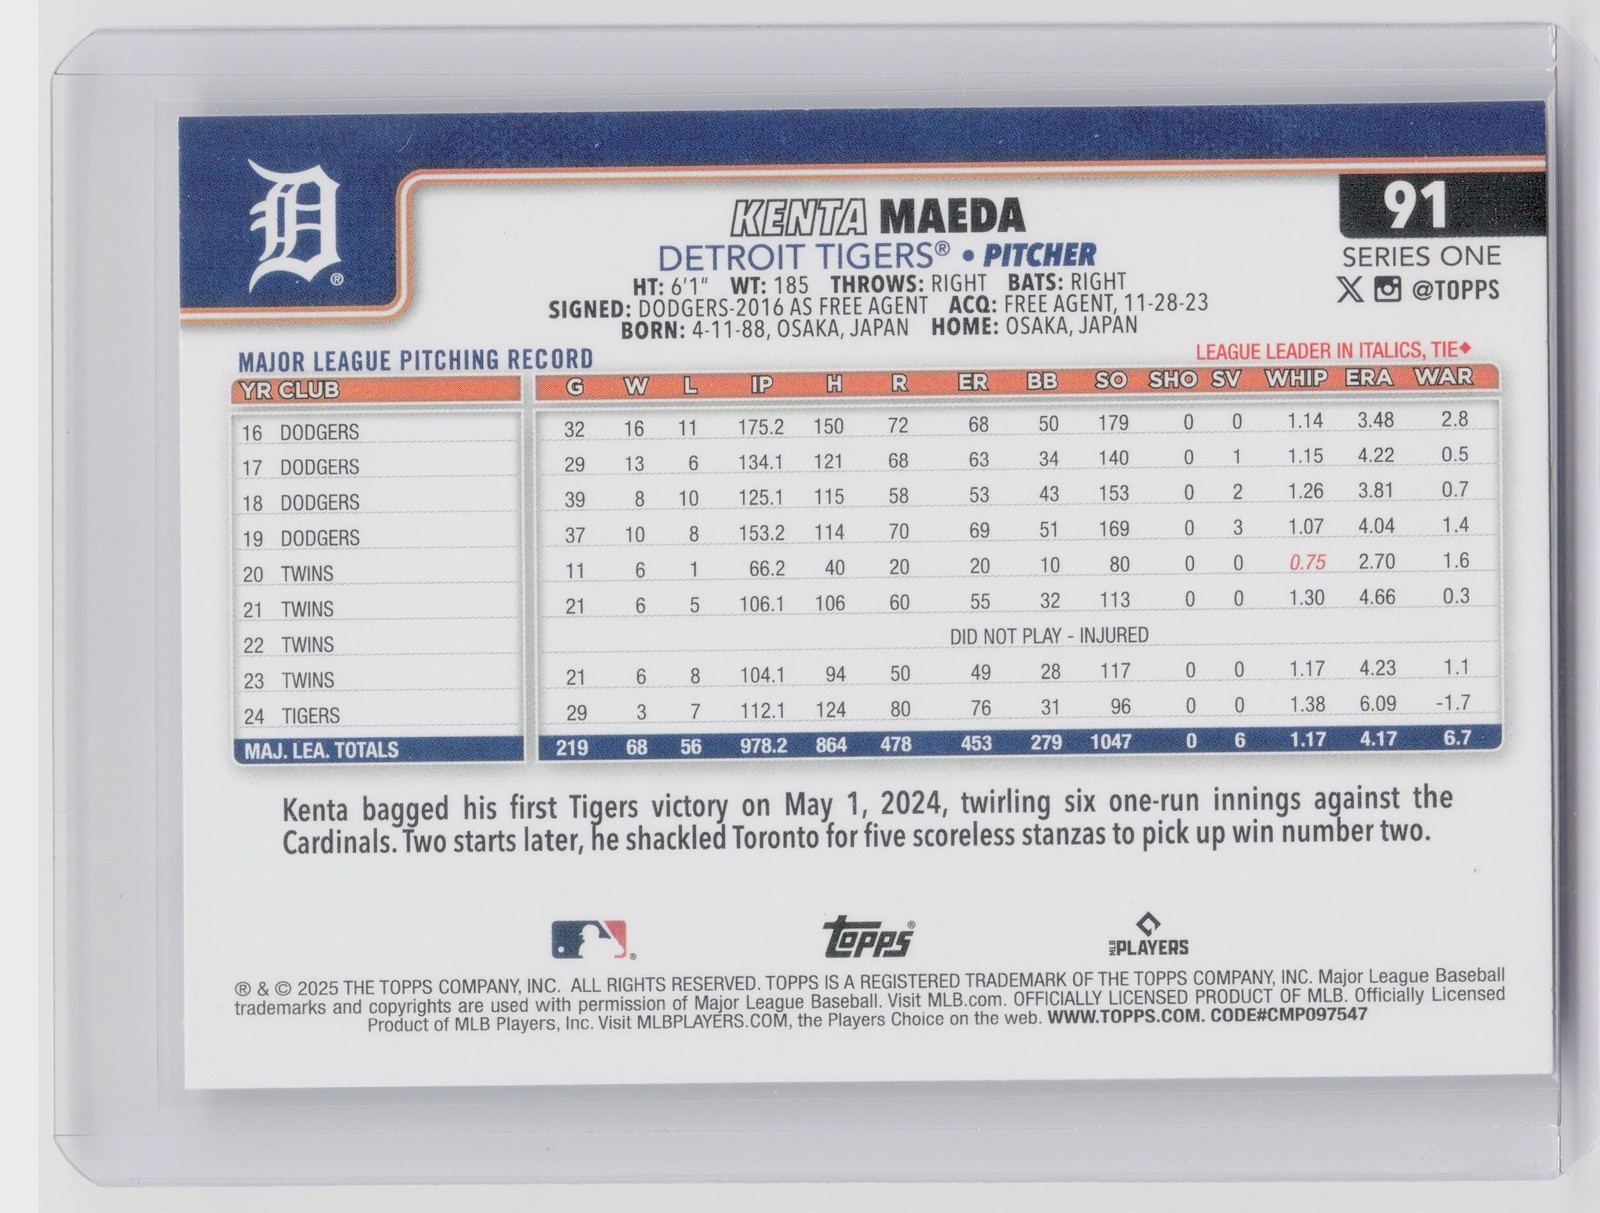 D®
KENTA MAEDA
91
DETROIT TIGERS® • PITCHER
SERIES ONE
HT: 6'1" WT: 185 THROWS: RIGHT BATS: RIGHT
@TOPPS
SIGNED: DODGERS-2016 AS FREE AGENT ACQ: FREE AGENT, 11-28-23
BORN: 4-11-88, OSAKA, JAPAN HOME: OSAKA, JAPAN
MAJOR LEAGUE PITCHING RECORD
LEAGUE LEADER IN ITALICS, TIE◆
YR CLUB G W L IP H R ER BB SO SHO SV WHIP ERA WAR
16 DODGERS 32 16 11 175.2 150 72 68 50 179 0 0 1.14 3.48 2.8
17 DODGERS 29 13 6 134.1 121 68 63 34 140 0 1 1.15 4.22 0.5
18 DODGERS 39 8 10 125.1 115 58 53 43 153 0 2 1.26 3.81 0.7
19 DODGERS 37 10 8 153.2 114 70 69 51 169 0 3 1.07 4.04 1.4
20 TWINS 11 6 1 66.2 40 20 20 10 80 0 0 0.75 2.70 1.6
21 TWINS 21 6 5 106.1 106 60 55 32 113 0 0 1.30 4.66 0.3
22 TWINS DID NOT PLAY - INJURED
23 TWINS 21 6 8 104.1 94 50 49 28 117 0 0 1.17 4.23 1.1
24 TIGERS 29 3 7 112.1 124 80 76 31 96 0 0 1.38 6.09 -1.7
MAJ. LEA. TOTALS 219 68 56 978.2 864 478 453 279 1047 0 6 1.17 4.17 6.7
Kenta bagged his first Tigers victory on May 1, 2024, twirling six one-run innings against the
Cardinals. Two starts later, he shackled Toronto for five scoreless stanzas to pick up win number two.
TOPPS®
MLB PLAYERS
® & © 2025 THE TOPPS COMPANY, INC. ALL RIGHTS RESERVED. TOPPS IS A REGISTERED TRADEMARK OF THE TOPPS COMPANY, INC. Major League Baseball
trademarks and copyrights are used with permission of Major League Baseball. Visit MLB.com. OFFICIALLY LICENSED PRODUCT OF MLB. Officially Licensed
Product of MLB Players, Inc. Visit MLBPLAYERS.COM, the Players Choice on the web. WWW.TOPPS.COM. CODE#CMP097547